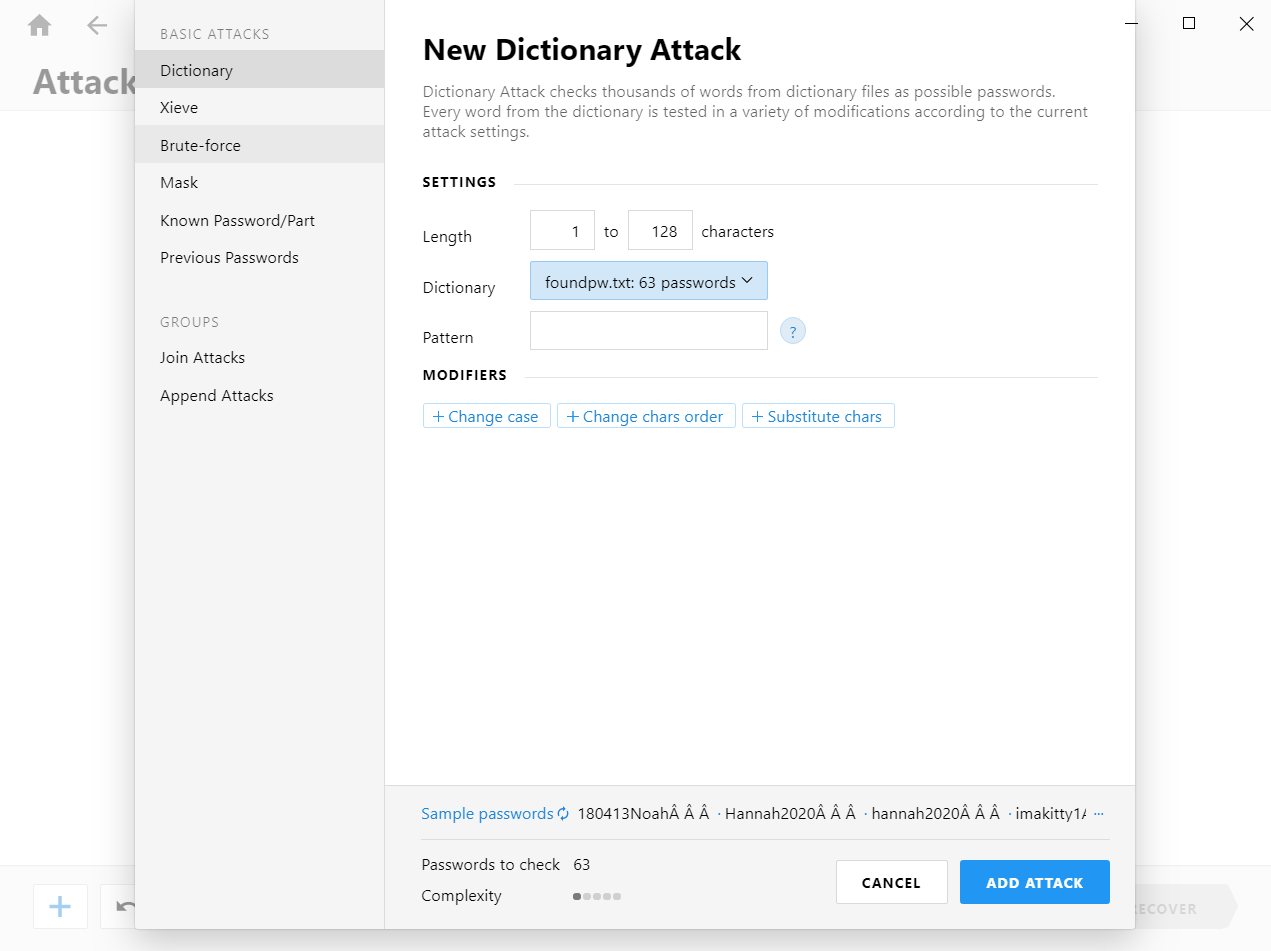 Attack
BASIC ATTACKS
Dictionary
Xieve
Brute-force
Mask
Known Password/Part
Previous Passwords
GROUPS
Join Attacks
Append Attacks
New Dictionary Attack
Dictionary Attack checks thousands of words from dictionary files as possible passwords.
Every word from the dictionary is tested in a variety of modifications according to the current
attack settings.
SETTINGS
Length 1 to 128 characters
Dictionary foundpw.txt: 63 passwords
Pattern ?
MODIFIERS
+ Change case + Change chars order + Substitute chars
Sample passwords 180413NoahÂ Â Â · Hannah2020Â Â Â · hannah2020Â Â Â · imakitty1 ···
Passwords to check 63
Complexity
CANCEL ADD ATTACK
RECOVER